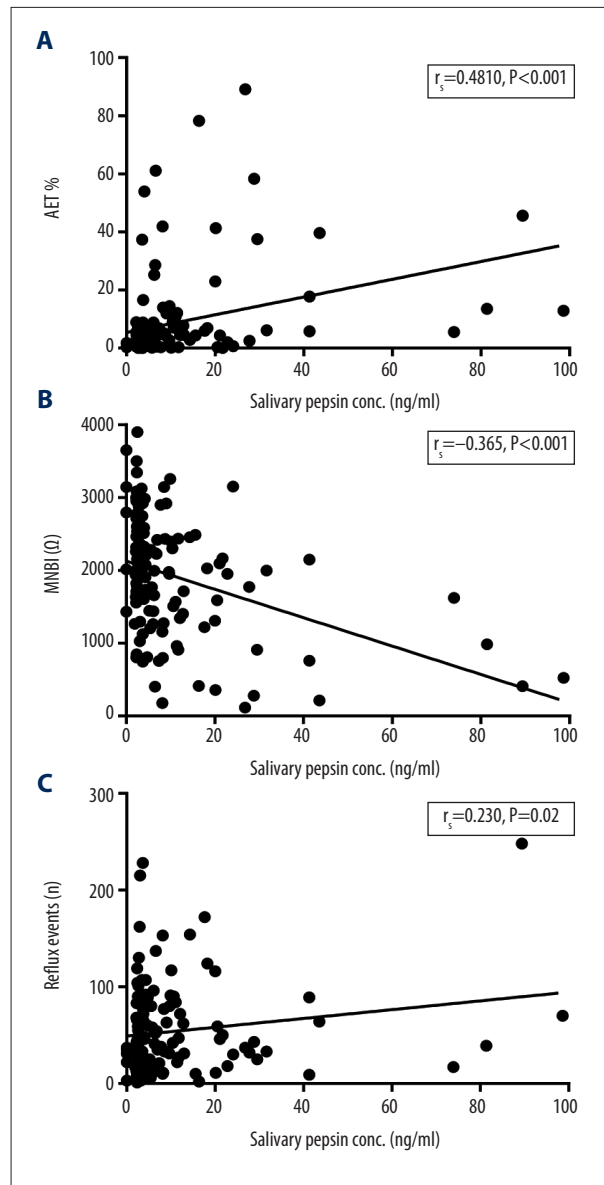 A
100
80
60
40
20
0
AET %
rs=0.4810, P<0.001
0 20 40 60 80 100
Salivary pepsin conc. (ng/ml)
B
4000
3000
2000
1000
0
MNBI (Ω)
rs=−0.365, P<0.001
0 20 40 60 80 100
Salivary pepsin conc. (ng/ml)
C
300
200
100
0
Reflux events (n)
rs=0.230, P=0.02
0 20 40 60 80 100
Salivary pepsin conc. (ng/ml)